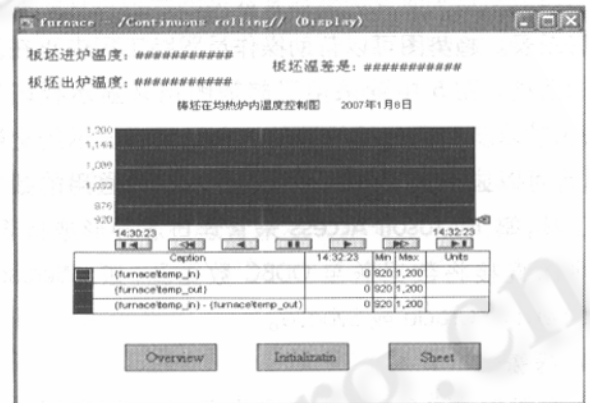 furnace - /Continuous rolling// (Display)
板坯进炉温度: ###########
板坯温差是: ###########
板坯出炉温度: ###########
铸坯在均热炉内温度控制图 2007年1月8日
1,200
1,144
1,088
1,032
976
920
14:30:23 14:32:23
Caption 14:32:23 Min Max Units
{furnace\temp_in} 0 920 1,200
{furnace\temp_out} 0 920 1,200
{furnace\temp_in} - {furnace\temp_out} 0 920 1,200
Overview Initializatin Sheet